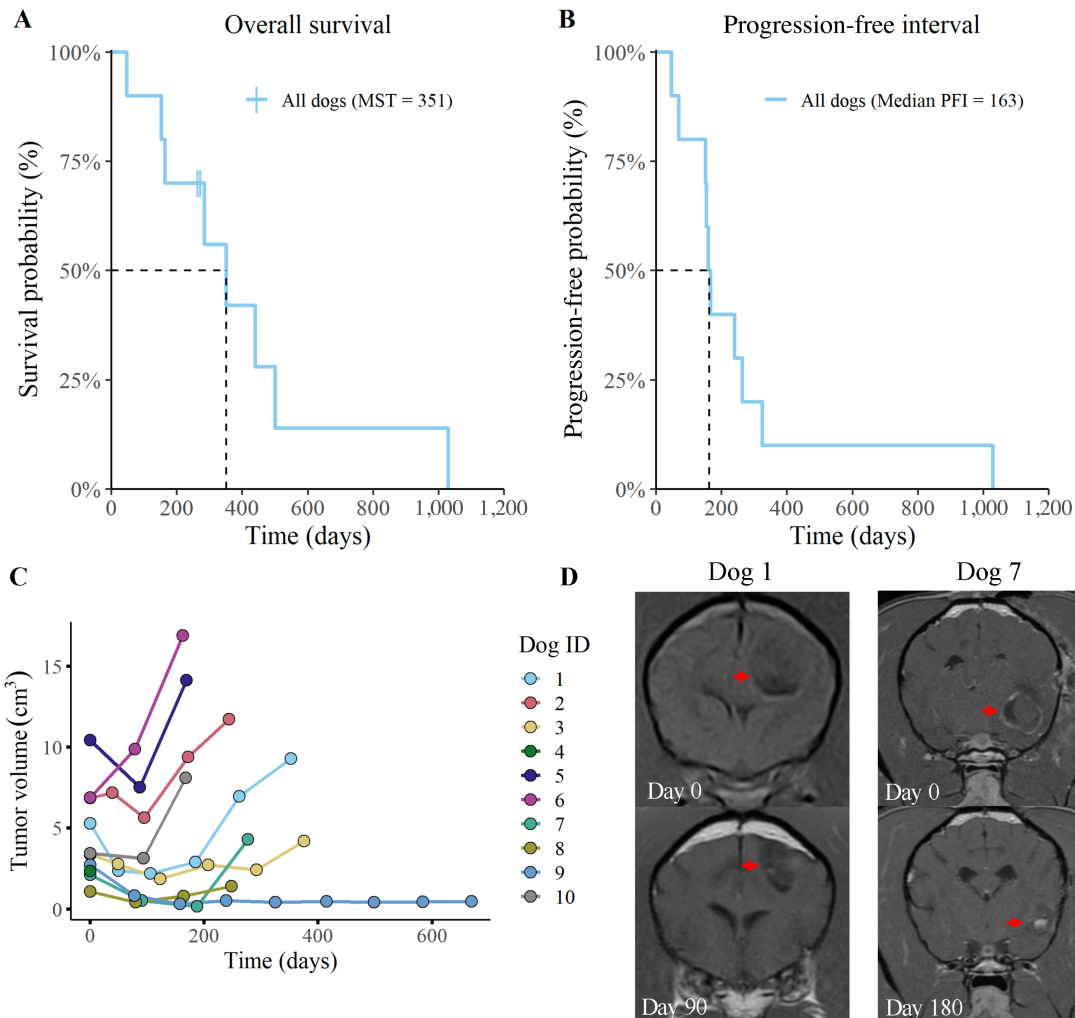 A
Overall survival
Survival probability (%)
100%
75%
50%
25%
0%
All dogs (MST = 351)
0 200 400 600 800 1,000 1,200
Time (days)
B
Progression-free interval
Progression-free probability (%)
100%
75%
50%
25%
0%
All dogs (Median PFI = 163)
0 200 400 600 800 1,000 1,200
Time (days)
C
Tumor volume (cm³)
15
10
5
0
0 200 400 600
Time (days)
Dog ID
1
2
3
4
5
6
7
8
9
10
D
Dog 1
Dog 7
Day 0
Day 0
Day 90
Day 180